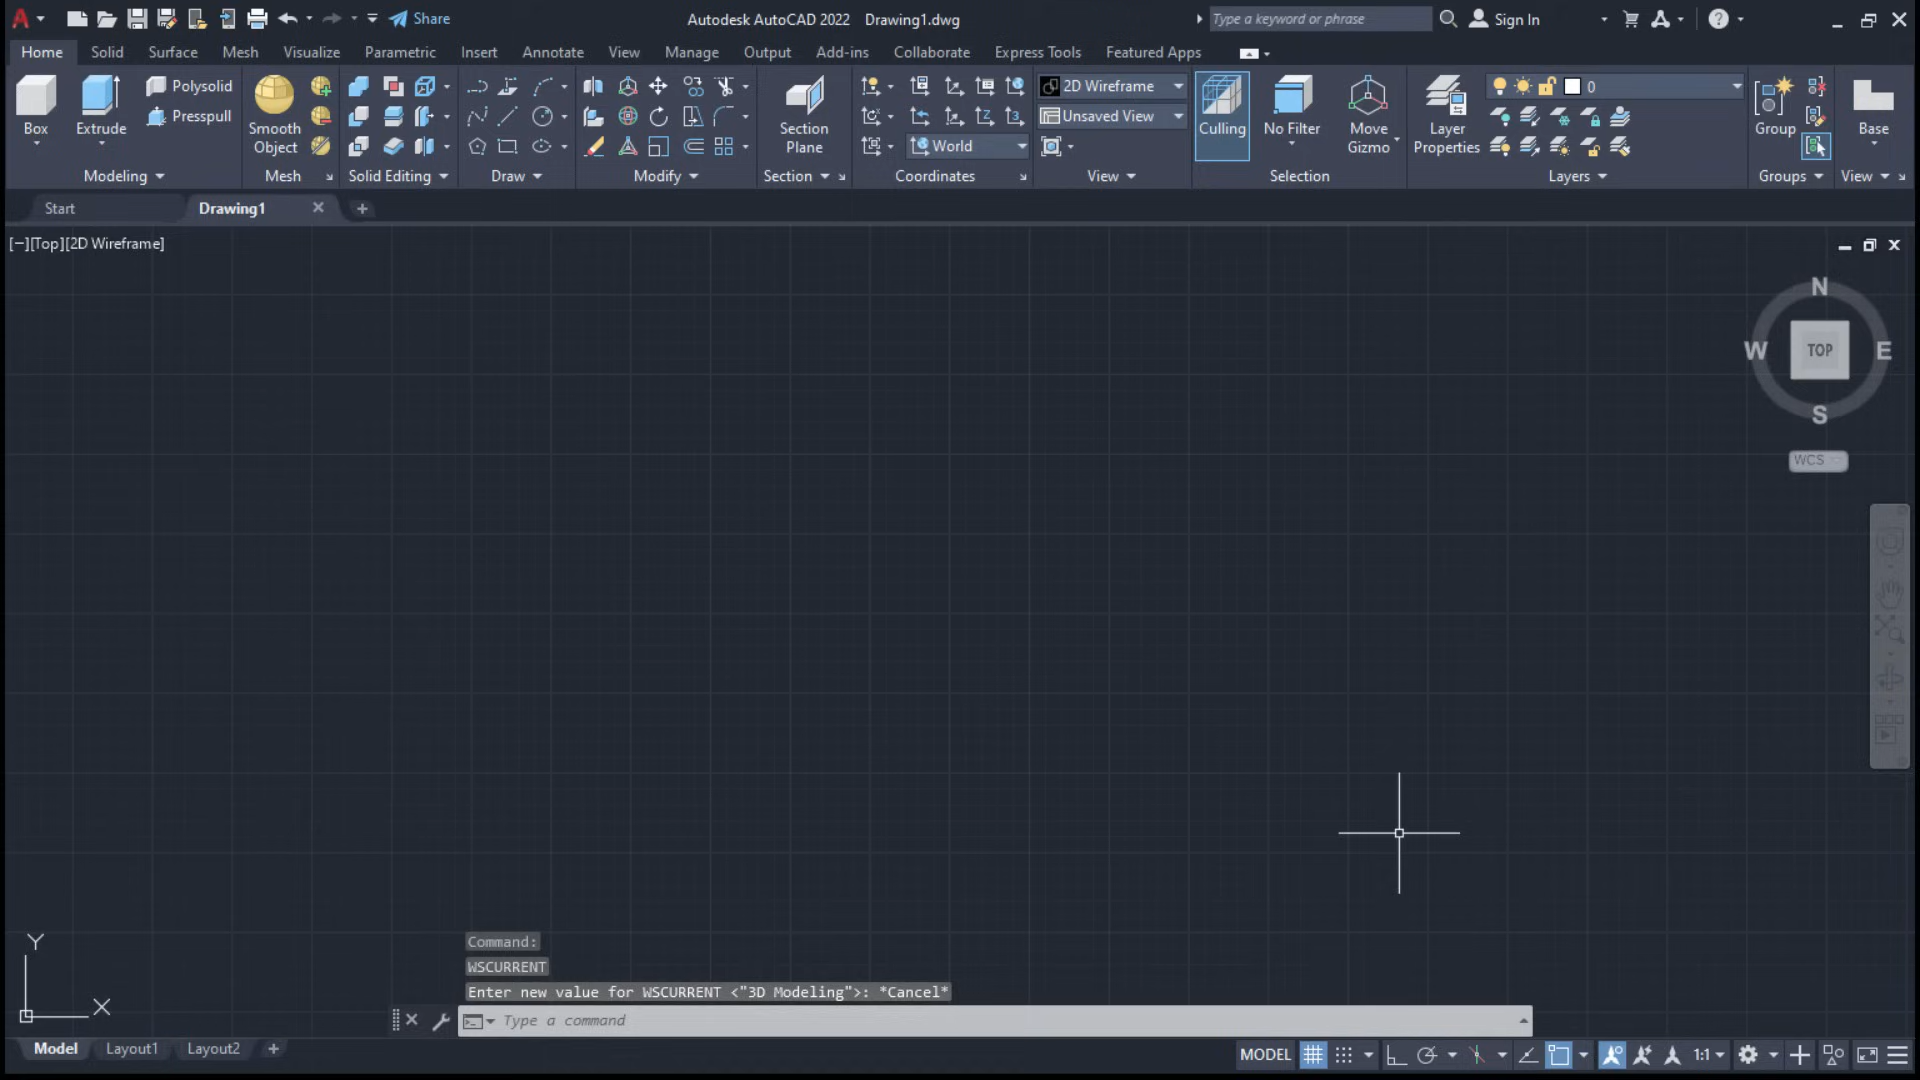 Share
Autodesk AutoCAD 2022 Drawing1.dwg
Type a keyword or phrase
Sign In
Home Solid Surface Mesh Visualize Parametric Insert Annotate View Manage Output Add-ins Collaborate Express Tools Featured Apps
Box
Extrude
Polysolid
Presspull
Modeling
Smooth
Object
Mesh
Solid Editing
Draw
Modify
Section
Plane
Section
World
Coordinates
2D Wireframe
Unsaved View
View
Culling
No Filter
Move
Gizmo
Selection
Layer
Properties
0
Layers
Group
Groups
Base
View
Start
Drawing1
[−][Top][2D Wireframe]
N
W TOP E
S
WCS
Y
X
Command:
WSCURRENT
Enter new value for WSCURRENT <"3D Modeling">: *Cancel*
Type a command
Model Layout1 Layout2
MODEL
1:1